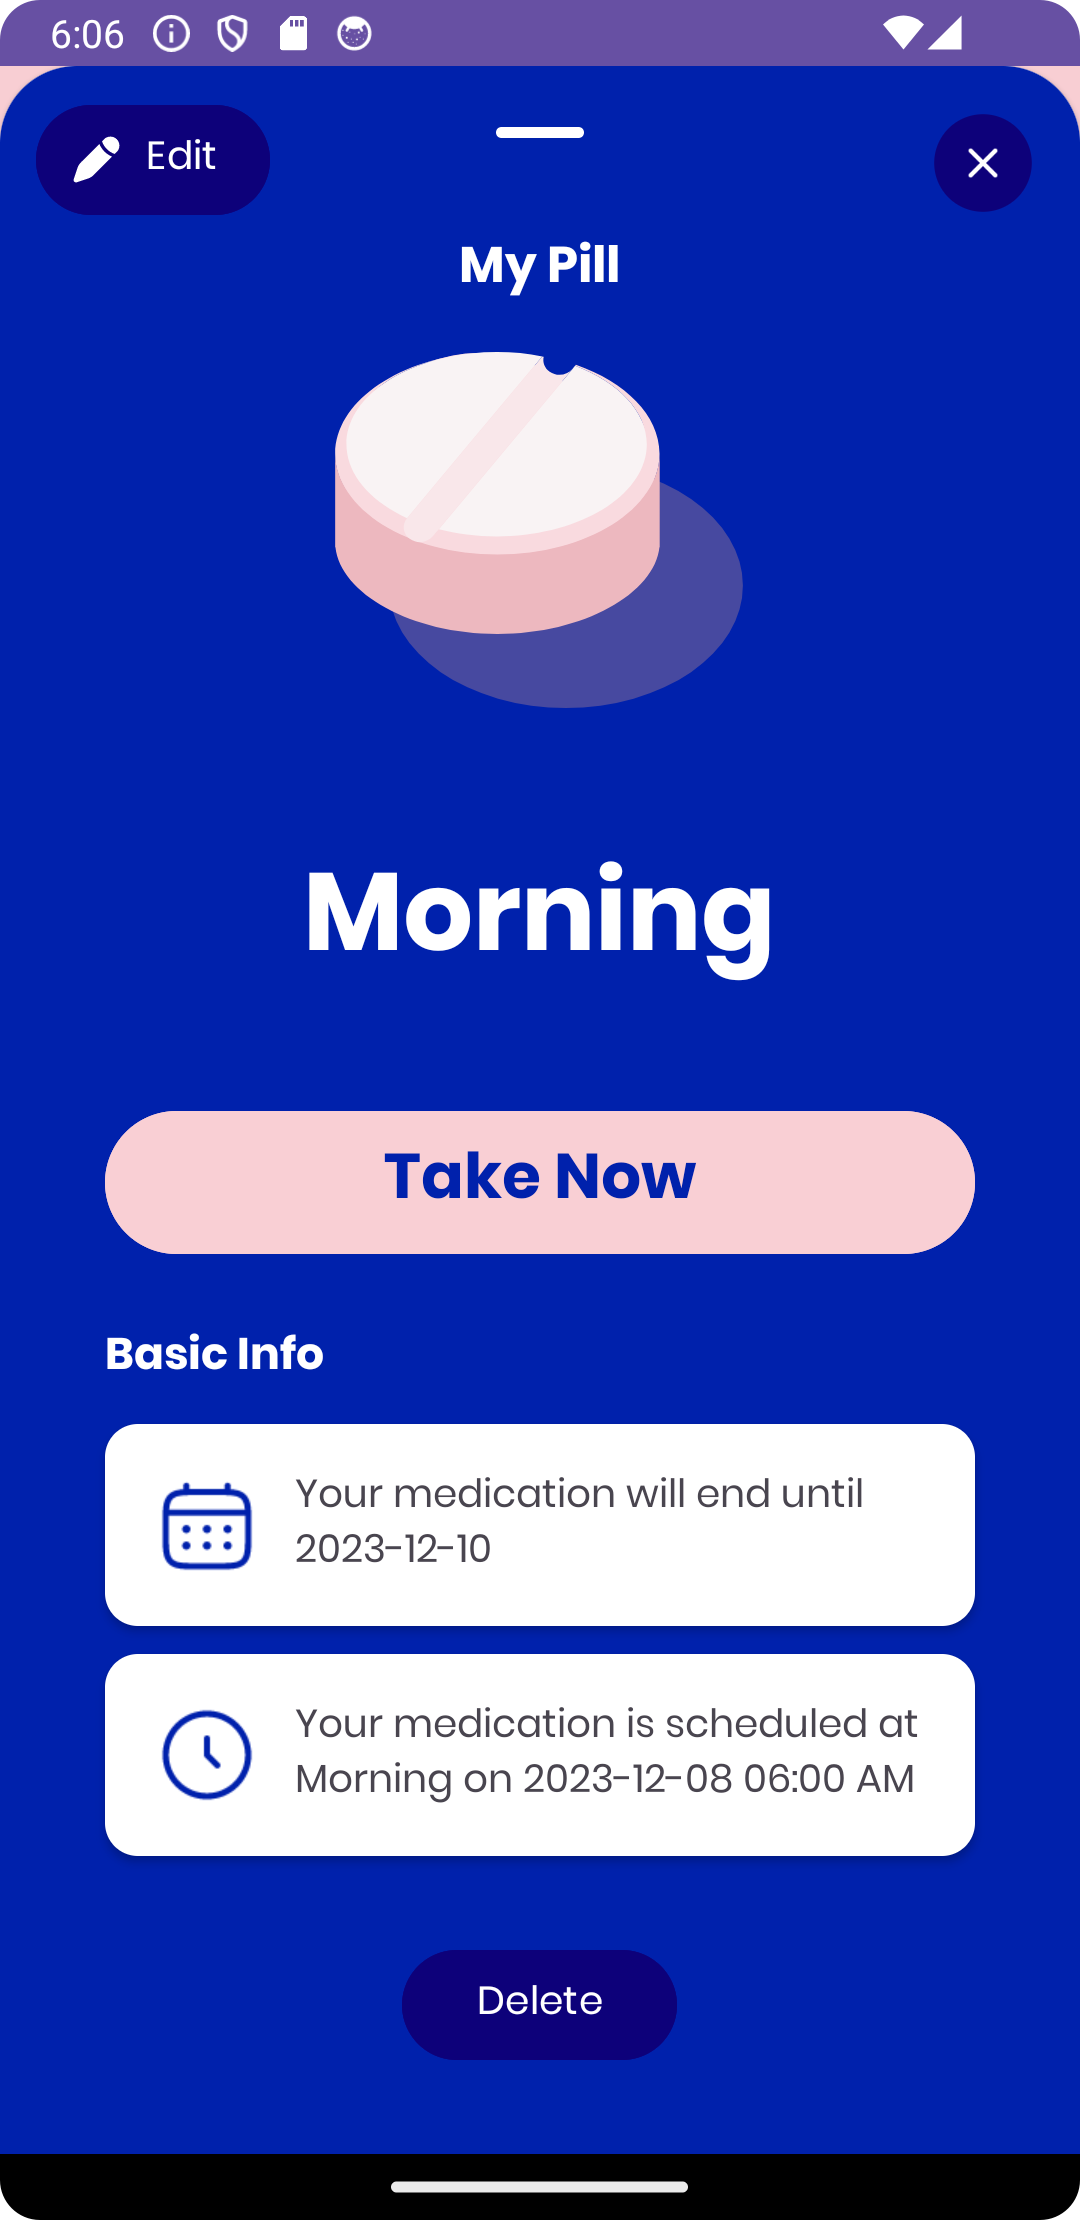 6:06
Edit
My Pill
Morning
Take Now
Basic Info
Your medication will end until
2023-12-10
Your medication is scheduled at
Morning on 2023-12-08 06:00 AM
Delete